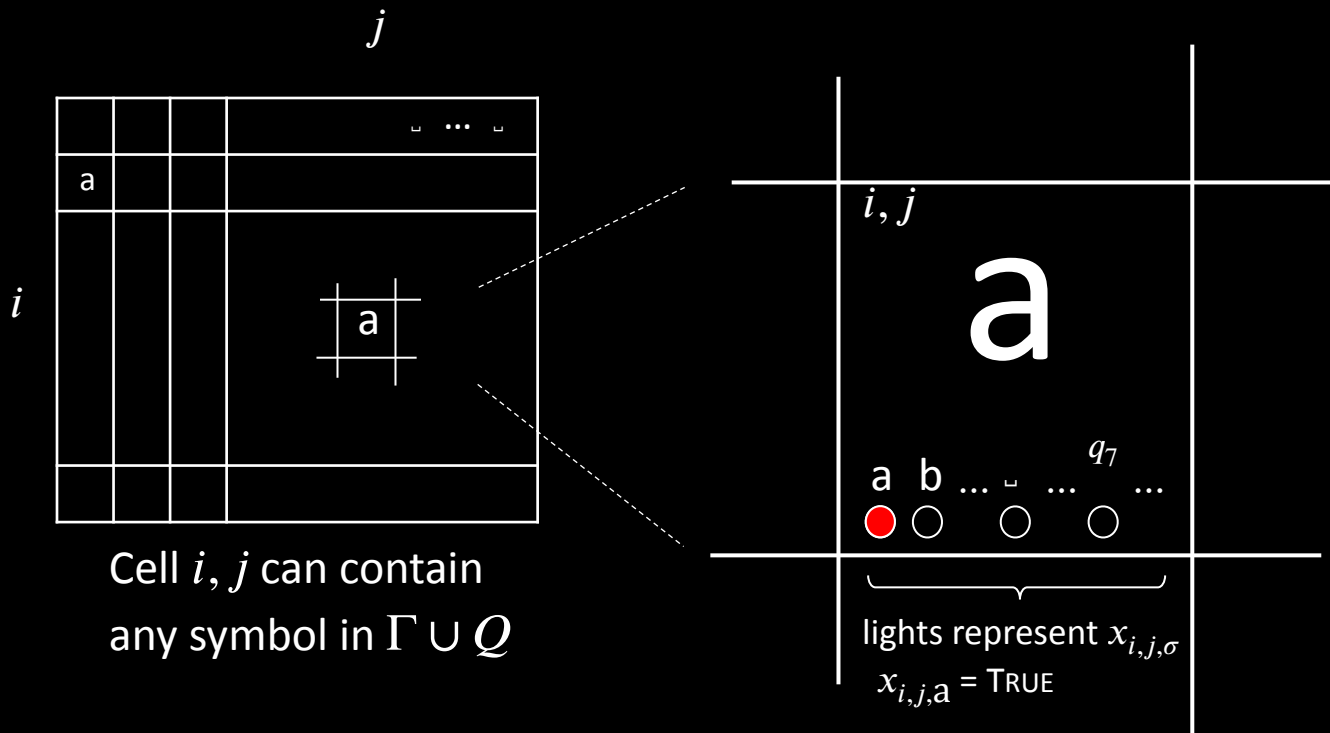 j
␣ ... ␣
a
i
a
Cell i, j can contain
any symbol in Γ ∪ Q
i, j
a
q₇
a b ... ␣ ... ...
lights represent xᵢ,ⱼ,σ
xᵢ,ⱼ,a = TRUE